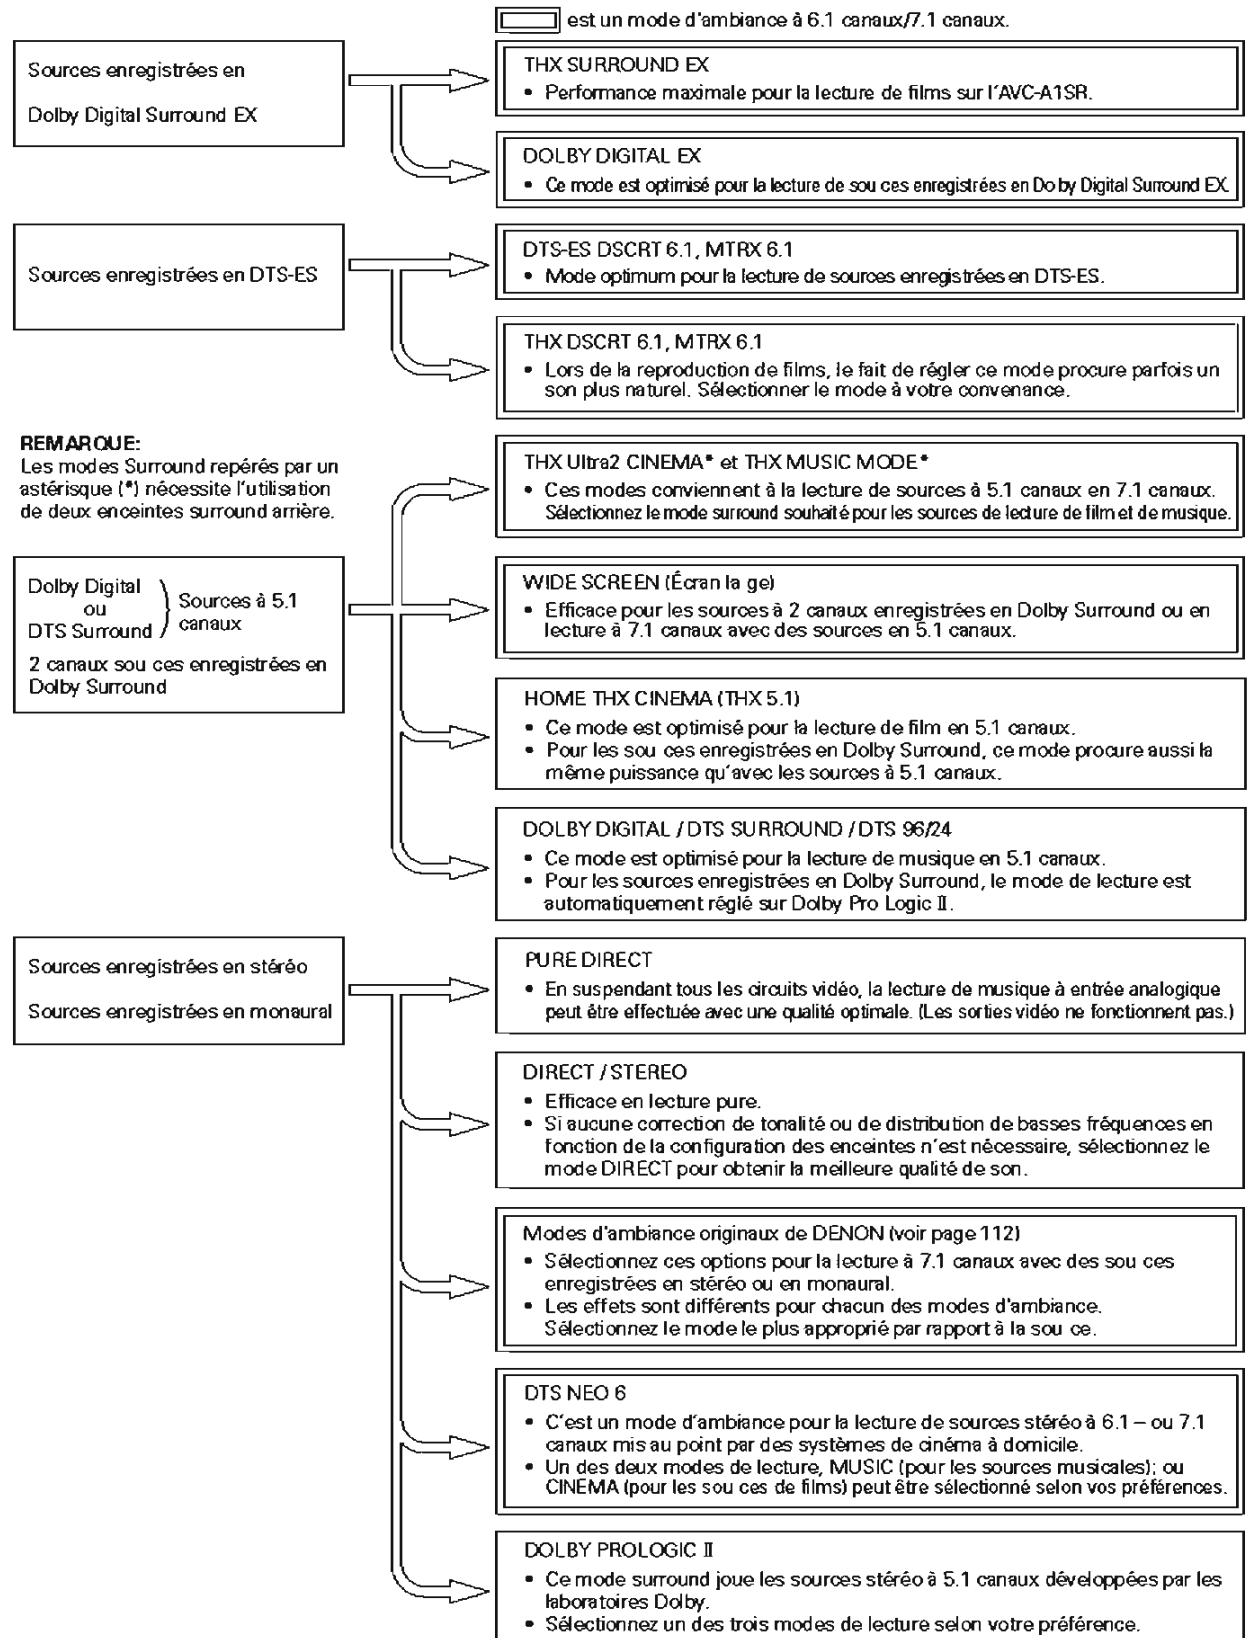 est un mode d'ambiance à 6.1 canaux/7.1 canaux.
Sources enregistrées en
Dolby Digital Surround EX
THX SURROUND EX
• Performance maximale pour la lecture de films sur l'AVC-A1SR.
DOLBY DIGITAL EX
• Ce mode est optimisé pour la lecture de sou ces enregistrées en Do by Digital Surround EX.
Sources enregistrées en DTS-ES
DTS-ES DSCRT 6.1, MTRX 6.1
• Mode optimum pour la lecture de sources enregistrées en DTS-ES.
THX DSCRT 6.1, MTRX 6.1
• Lors de la reproduction de films, le fait de régler ce mode procure parfois un
son plus naturel. Sélectionner le mode à votre convenance.
REMARQUE:
Les modes Surround repérés par un
astérisque (*) nécessite l'utilisation
de deux enceintes surround arrière.
THX Ultra2 CINEMA* et THX MUSIC MODE*
• Ces modes conviennent à la lecture de sources à 5.1 canaux en 7.1 canaux.
Sélectionnez le mode surround souhaité pour les sources de lecture de film et de musique.
Dolby Digital
ou
DTS Surround
Sources à 5.1
canaux
2 canaux sou ces enregistrées en
Dolby Surround
WIDE SCREEN (Écran la ge)
• Efficace pour les sources à 2 canaux enregistrées en Dolby Surround ou en
lecture à 7.1 canaux avec des sources en 5.1 canaux.
HOME THX CINEMA (THX 5.1)
• Ce mode est optimisé pour la lecture de film en 5.1 canaux.
• Pour les sou ces enregistrées en Dolby Surround, ce mode procure aussi la
même puissance qu'avec les sources à 5.1 canaux.
DOLBY DIGITAL / DTS SURROUND / DTS 96/24
• Ce mode est optimisé pour la lecture de musique en 5.1 canaux.
• Pour les sources enregistrées en Dolby Surround, le mode de lecture est
automatiquement réglé sur Dolby Pro Logic II.
Sources enregistrées en stéréo
Sources enregistrées en monaural
PURE DIRECT
• En suspendant tous les circuits vidéo, la lecture de musique à entrée analogique
peut être effectuée avec une qualité optimale. (Les sorties vidéo ne fonctionnent pas.)
DIRECT / STEREO
• Efficace en lecture pure.
• Si aucune correction de tonalité ou de distribution de basses fréquences en
fonction de la configuration des enceintes n'est nécessaire, sélectionnez le
mode DIRECT pour obtenir la meilleure qualité de son.
Modes d'ambiance originaux de DENON (voir page 112)
• Sélectionnez ces options pour la lecture à 7.1 canaux avec des sou ces
enregistrées en stéréo ou en monaural.
• Les effets sont différents pour chacun des modes d'ambiance.
Sélectionnez le mode le plus approprié par rapport à la sou ce.
DTS NEO 6
• C'est un mode d'ambiance pour la lecture de sources stéréo à 6.1 – ou 7.1
canaux mis au point par des systèmes de cinéma à domicile.
• Un des deux modes de lecture, MUSIC (pour les sources musicales); ou
CINEMA (pour les sou ces de films) peut être sélectionné selon vos préférences.
DOLBY PROLOGIC II
• Ce mode surround joue les sources stéréo à 5.1 canaux développées par les
laboratoires Dolby.
• Sélectionnez un des trois modes de lecture selon votre préférence.